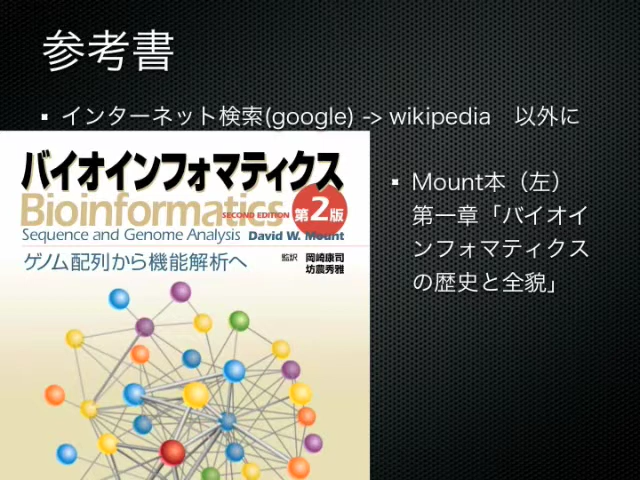 参考書
インターネット検索(google) -> wikipedia　以外に
バイオインフォマティクス
Bioinformatics
SECOND EDITION
第2版
Sequence and Genome Analysis David W. Mount
ゲノム配列から機能解析へ
監訳 岡崎康司
坊農秀雅
Mount本（左）
第一章「バイオイ
ンフォマティクス
の歴史と全貌」